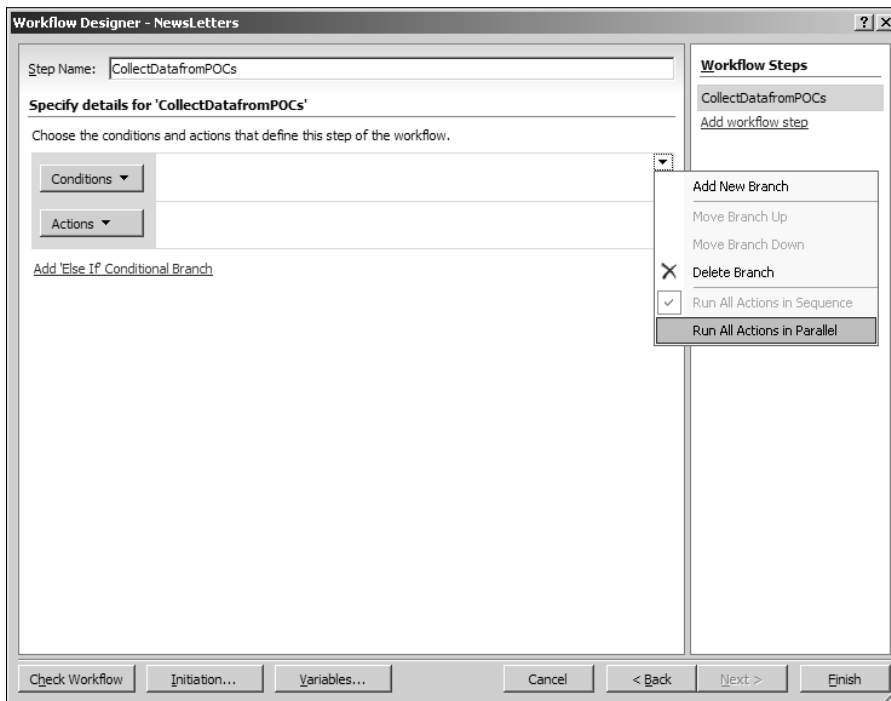 Workflow Designer - NewsLetters
Step Name: CollectDatafromPOCs
Specify details for 'CollectDatafromPOCs'
Choose the conditions and actions that define this step of the workflow.
Conditions
Actions
Add 'Else If' Conditional Branch
Workflow Steps
CollectDatafromPOCs
Add workflow step
Add New Branch
Move Branch Up
Move Branch Down
Delete Branch
Run All Actions in Sequence
Run All Actions in Parallel
Check Workflow Initiation... Variables... Cancel < Back Next > Finish